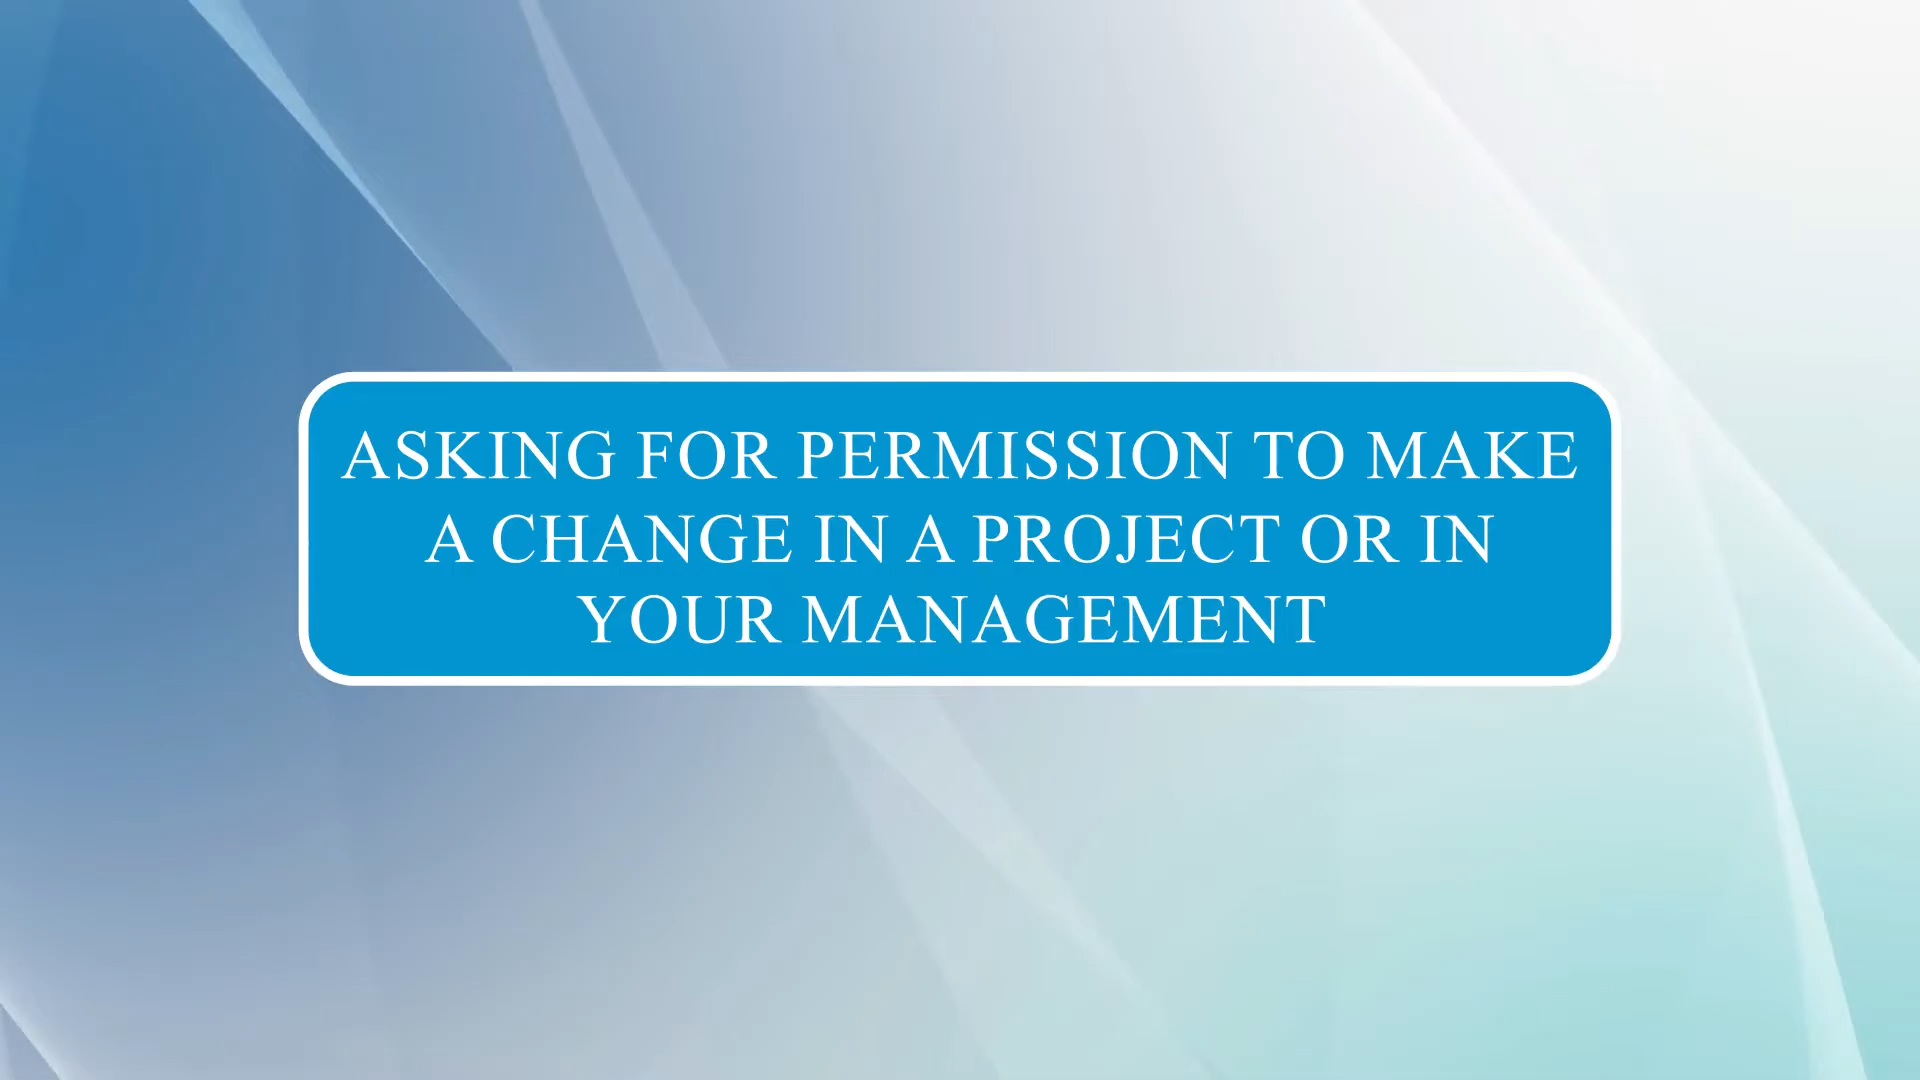 ASKING FOR PERMISSION TO MAKE
A CHANGE IN A PROJECT OR IN
YOUR MANAGEMENT